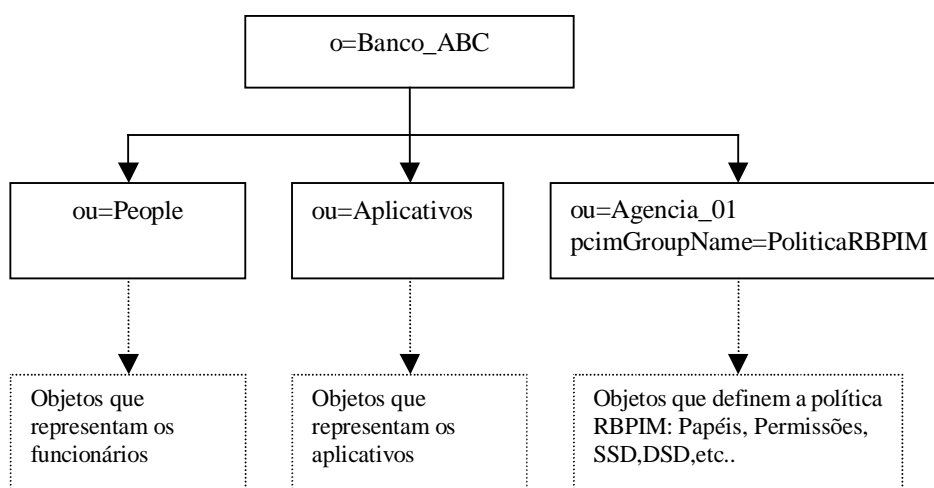 o=Banco_ABC
ou=People
ou=Aplicativos
ou=Agencia_01
pcimGroupName=PoliticaRBPIM
Objetos que
representam os
funcionários
Objetos que
representam os
aplicativos
Objetos que definem a política
RBPIM: Papéis, Permissões,
SSD,DSD,etc..